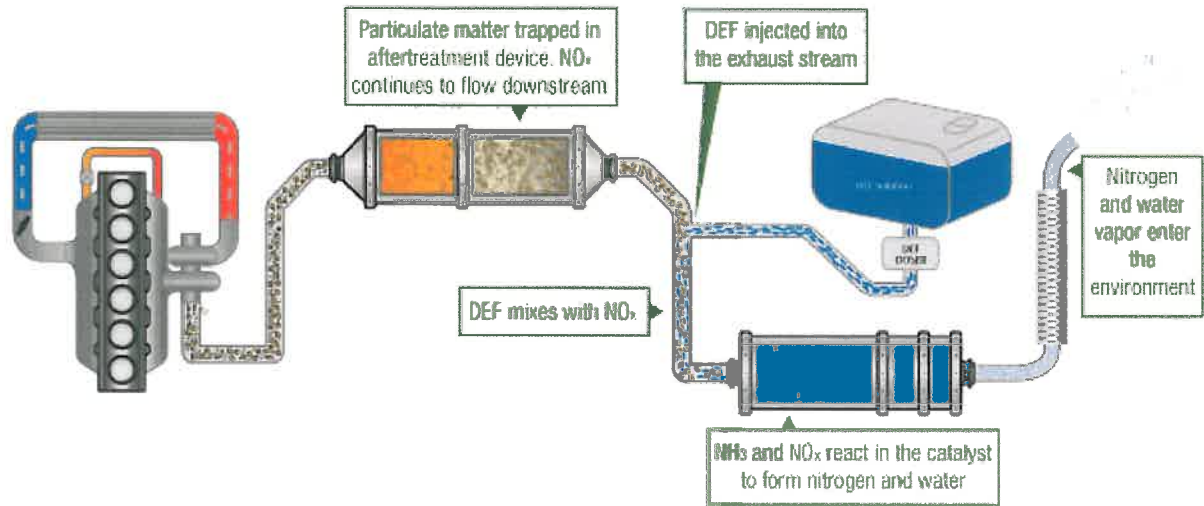 Particulate matter trapped in
aftertreatment device. NOx
continues to flow downstream
DEF injected into
the exhaust stream
DEF
DOSER
Nitrogen
and water
vapor enter
the
environment
DEF mixes with NOx
NH3 and NOx react in the catalyst
to form nitrogen and water